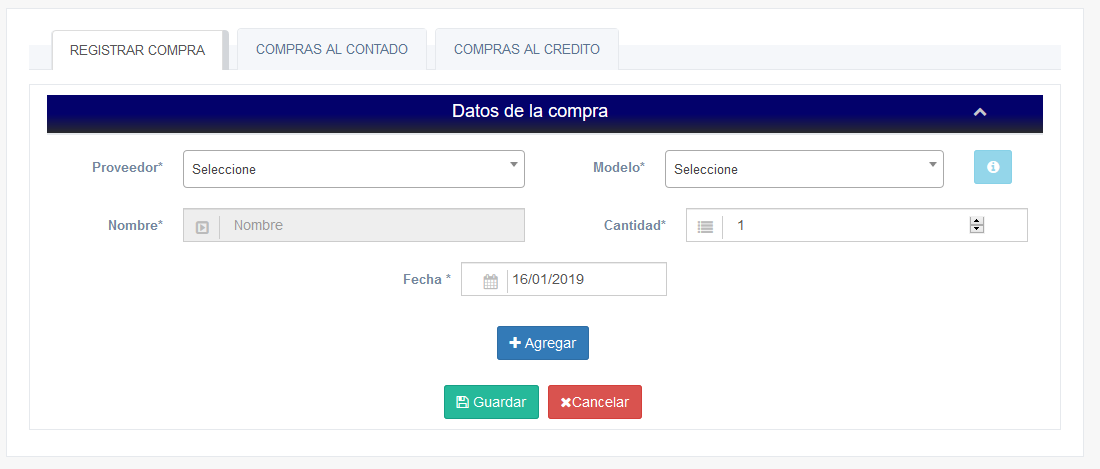 REGISTRAR COMPRA COMPRAS AL CONTADO COMPRAS AL CREDITO
Datos de la compra
Proveedor* Seleccione Modelo* Seleccione
Nombre* Nombre Cantidad* 1
Fecha * 16/01/2019
Agregar
Guardar Cancelar